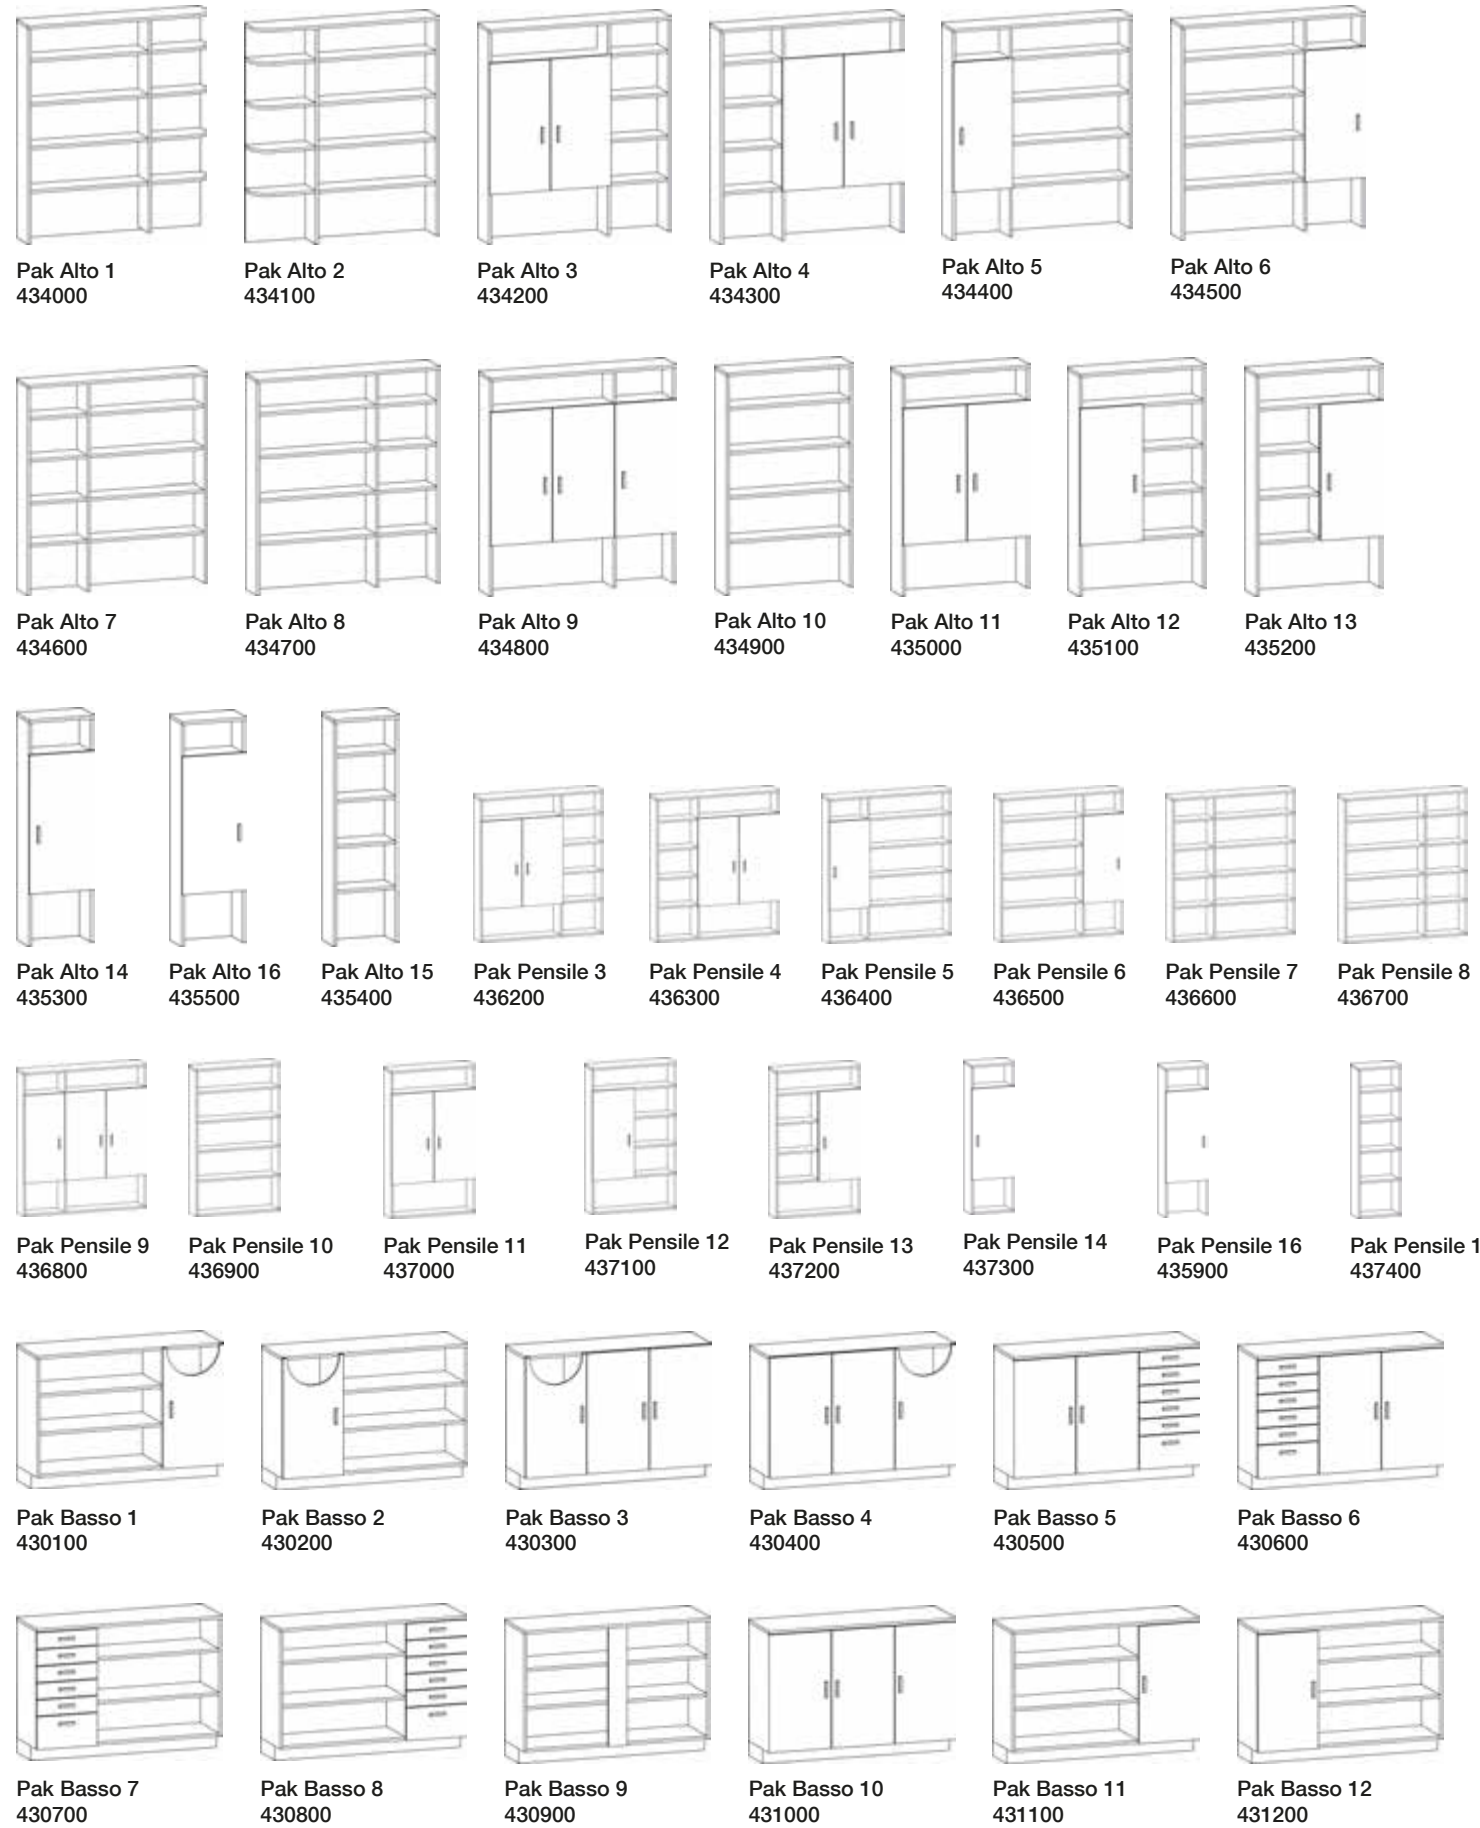 Pak Alto 1
434000
Pak Alto 2
434100
Pak Alto 3
434200
Pak Alto 4
434300
Pak Alto 5
434400
Pak Alto 6
434500
Pak Alto 7
434600
Pak Alto 8
434700
Pak Alto 9
434800
Pak Alto 10
434900
Pak Alto 11
435000
Pak Alto 12
435100
Pak Alto 13
435200
Pak Alto 14
435300
Pak Alto 16
435500
Pak Alto 15
435400
Pak Pensile 3
436200
Pak Pensile 4
436300
Pak Pensile 5
436400
Pak Pensile 6
436500
Pak Pensile 7
436600
Pak Pensile 8
436700
Pak Pensile 9
436800
Pak Pensile 10
436900
Pak Pensile 11
437000
Pak Pensile 12
437100
Pak Pensile 13
437200
Pak Pensile 14
437300
Pak Pensile 16
435900
Pak Pensile 1
437400
Pak Basso 1
430100
Pak Basso 2
430200
Pak Basso 3
430300
Pak Basso 4
430400
Pak Basso 5
430500
Pak Basso 6
430600
Pak Basso 7
430700
Pak Basso 8
430800
Pak Basso 9
430900
Pak Basso 10
431000
Pak Basso 11
431100
Pak Basso 12
431200